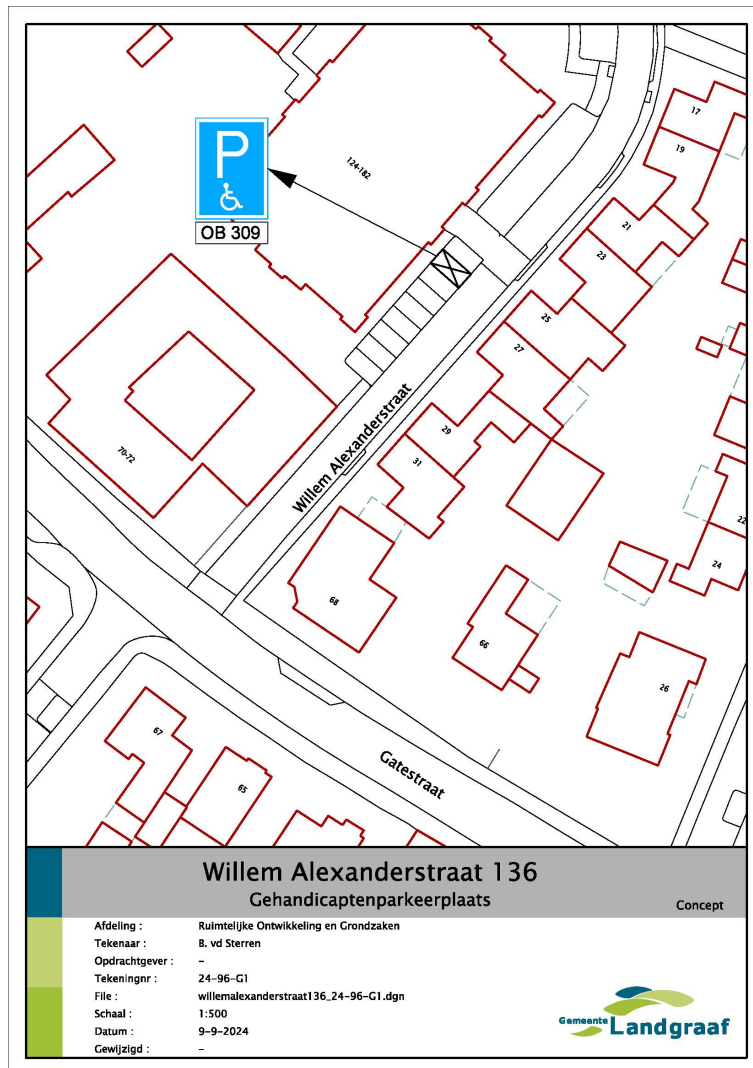 P
OB 309
124-182
17
19
21
23
25
27
29
31
70-72
Willem Alexanderstraat
22
24
68
66
26
67
65
Gatestraat
Willem Alexanderstraat 136
Gehandicaptenparkeerplaats
Concept
Afdeling : Ruimtelijke Ontwikkeling en Grondzaken
Tekenaar : B. vd Sterren
Opdrachtgever : -
Tekeningnr : 24-96-G1
File : willemalexanderstraat136_24-96-G1.dgn
Schaal : 1:500
Datum : 9-9-2024
Gewijzigd : -
Gemeente Landgraaf